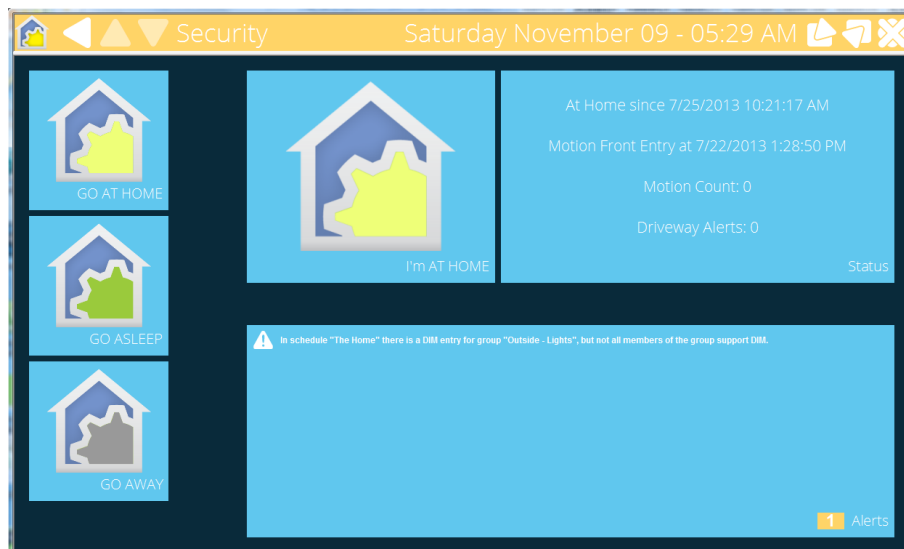 Security
Saturday November 09 - 05:29 AM
GO AT HOME
GO ASLEEP
GO AWAY
I'm AT HOME
At Home since 7/25/2013 10:21:17 AM
Motion Front Entry at 7/22/2013 1:28:50 PM
Motion Count: 0
Driveway Alerts: 0
Status
In schedule "The Home" there is a DIM entry for group "Outside - Lights", but not all members of the group support DIM.
1 Alerts